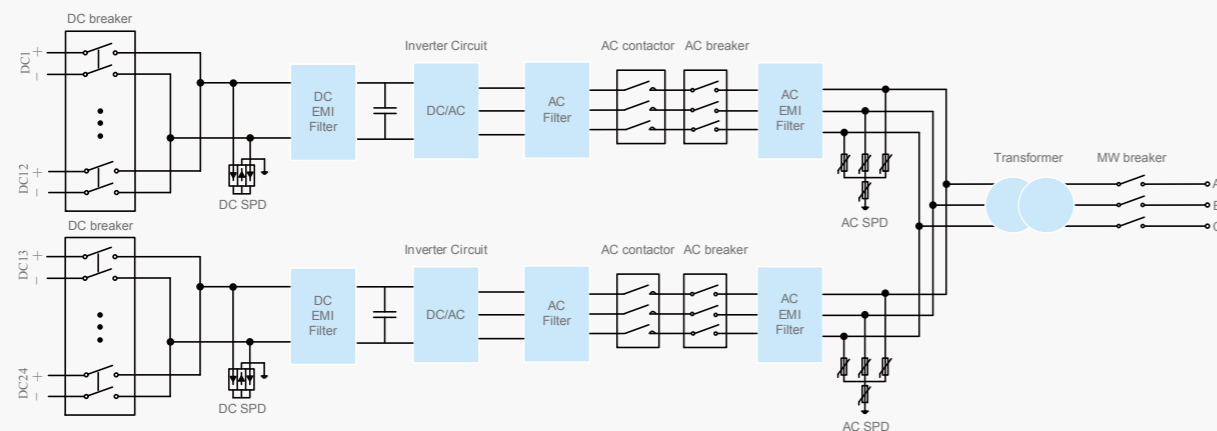 DC breaker
DC1
+
−
DC12
+
−
DC SPD
DC
EMI
Filter
Inverter Circuit
DC/AC
AC
Filter
AC contactor
AC breaker
AC
EMI
Filter
AC SPD
Transformer
MW breaker
A
DC breaker
DC13
+
−
DC24
+
−
DC SPD
DC
EMI
Filter
Inverter Circuit
DC/AC
AC
Filter
AC contactor
AC breaker
AC
EMI
Filter
AC SPD